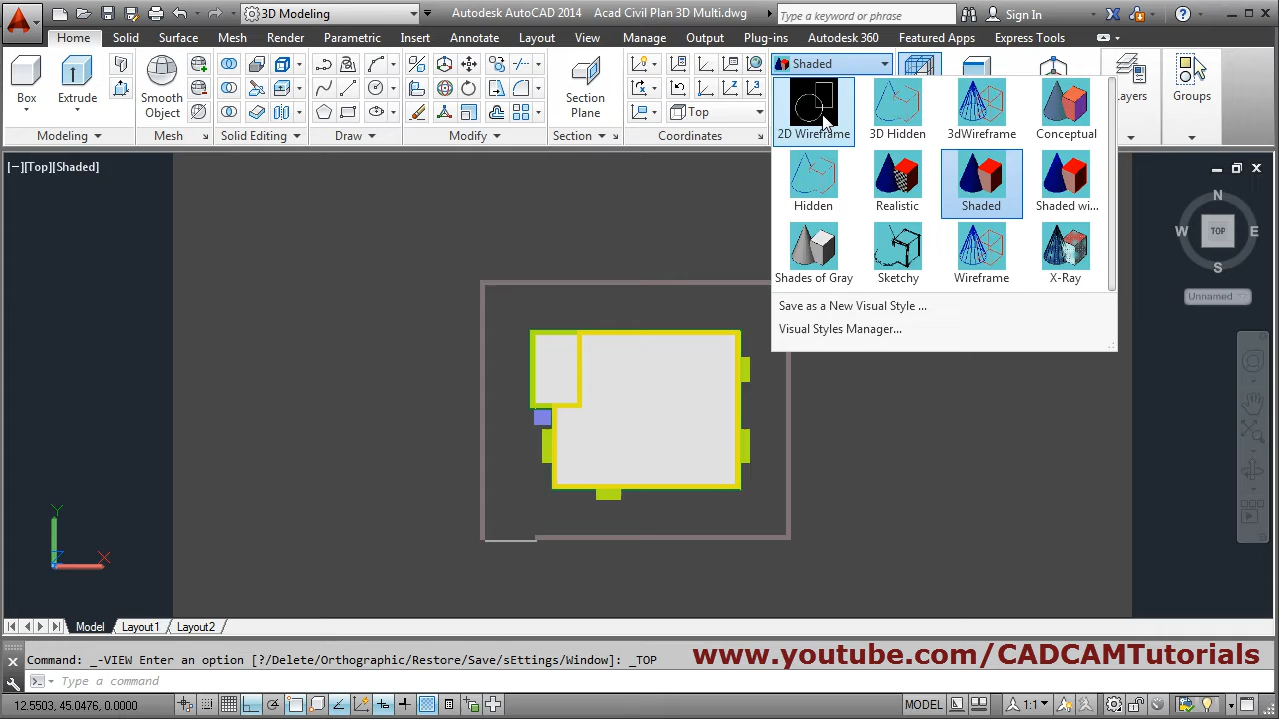 3D Modeling
Autodesk AutoCAD 2014 Acad Civil Plan 3D Multi.dwg
Type a keyword or phrase
Sign In
Home Solid Surface Mesh Render Parametric Insert Annotate Layout View Manage Output Plug-ins Autodesk 360 Featured Apps Express Tools
Box
Extrude
Smooth
Object
Section
Plane
Top
Shaded
ayers
Groups
Modeling
Mesh
Solid Editing
Draw
Modify
Section
Coordinates
2D Wireframe
3D Hidden
3dWireframe
Conceptual
Hidden
Realistic
Shaded
Shaded wi...
Shades of Gray
Sketchy
Wireframe
X-Ray
Save as a New Visual Style ...
Visual Styles Manager...
[−][Top][Shaded]
N
W
TOP
E
S
Unnamed
Y
Z
X
Model Layout1 Layout2
Command: _-VIEW Enter an option [?/Delete/Orthographic/Restore/Save/sEttings/Window]: _TOP
www.youtube.com/CADCAMTutorials
Type a command
12.5503, 45.0476, 0.0000
MODEL
1:1